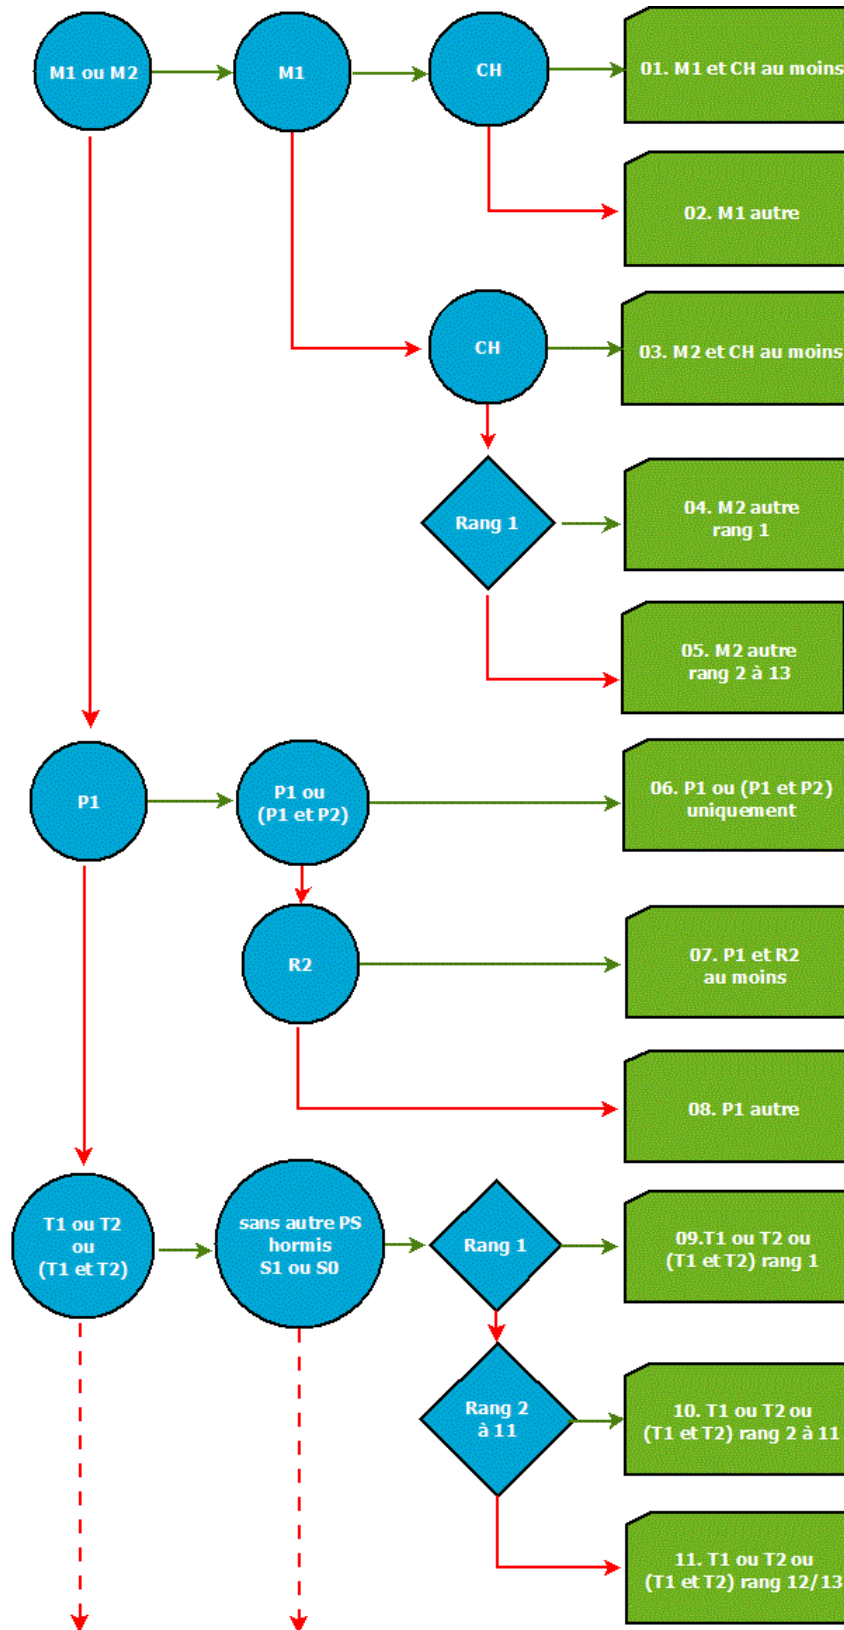 M1 ou M2
M1
CH
01. M1 et CH au moins
02. M1 autre
CH
03. M2 et CH au moins
Rang 1
04. M2 autre
rang 1
05. M2 autre
rang 2 à 13
P1
P1 ou
(P1 et P2)
06. P1 ou (P1 et P2)
uniquement
R2
07. P1 et R2
au moins
08. P1 autre
T1 ou T2
ou
(T1 et T2)
sans autre PS
hormis
S1 ou S0
Rang 1
09.T1 ou T2 ou
(T1 et T2) rang 1
Rang 2
à 11
10. T1 ou T2 ou
(T1 et T2) rang 2 à 11
11. T1 ou T2 ou
(T1 et T2) rang 12/13